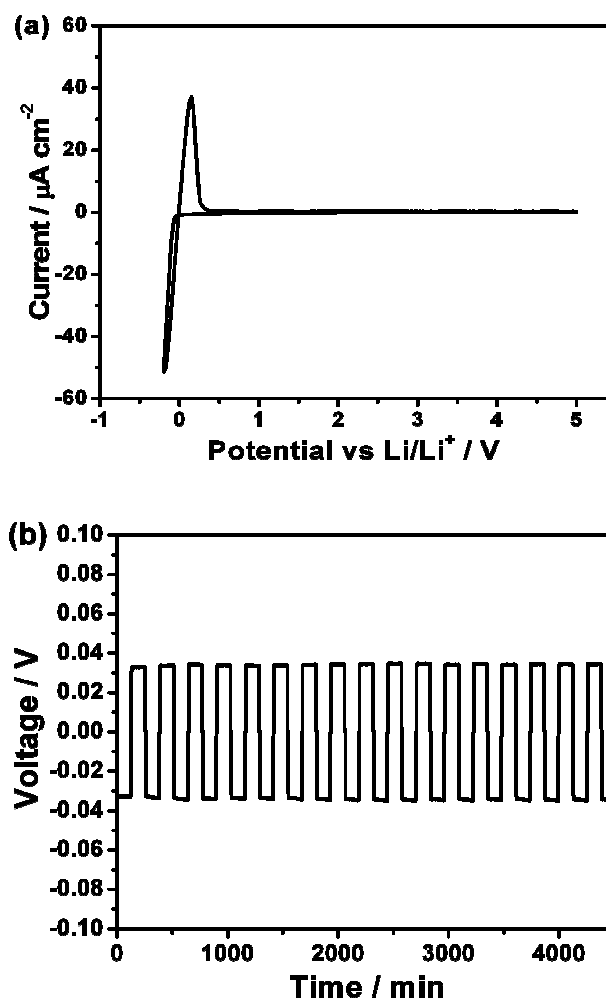 (a)
60
40
20
0
-20
-40
-60
Current / µA cm-2
-1 0 1 2 3 4 5
Potential vs Li/Li+ / V
(b)
0.10
0.08
0.06
0.04
0.02
0.00
-0.02
-0.04
-0.06
-0.08
-0.10
Voltage / V
0 1000 2000 3000 4000
Time / min